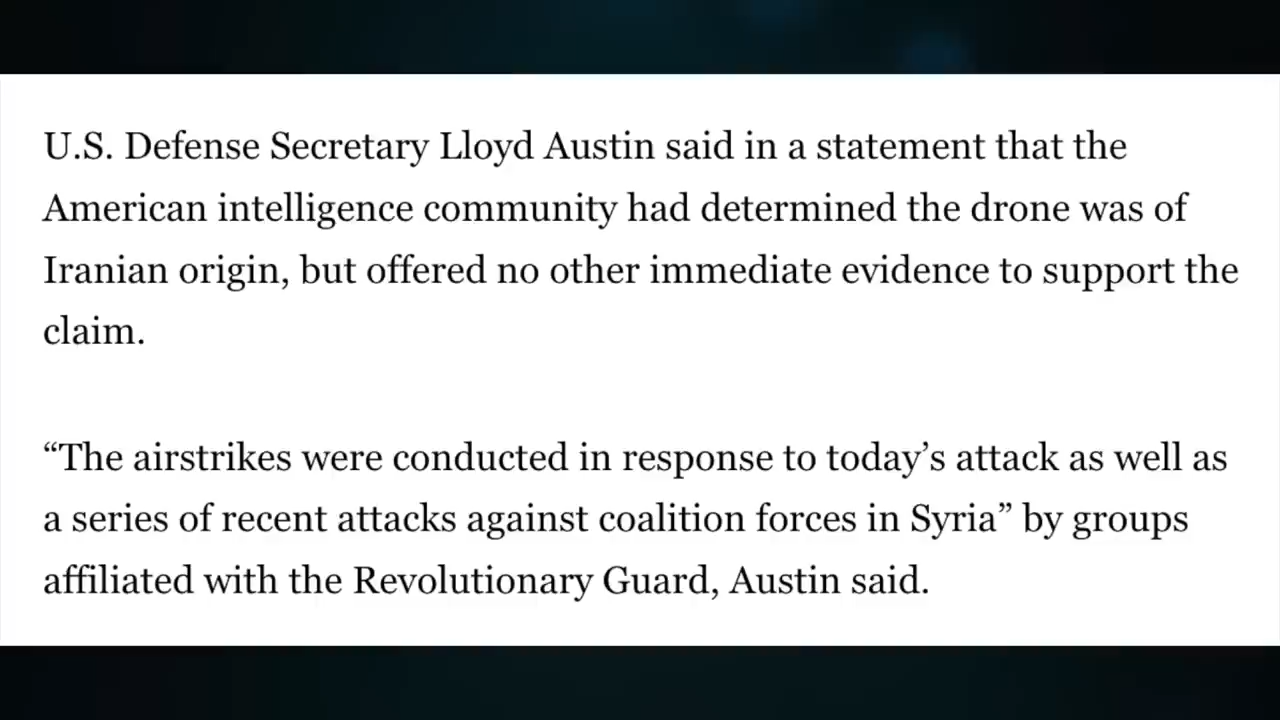 U.S. Defense Secretary Lloyd Austin said in a statement that the
American intelligence community had determined the drone was of
Iranian origin, but offered no other immediate evidence to support the
claim.
“The airstrikes were conducted in response to today’s attack as well as
a series of recent attacks against coalition forces in Syria” by groups
affiliated with the Revolutionary Guard, Austin said.